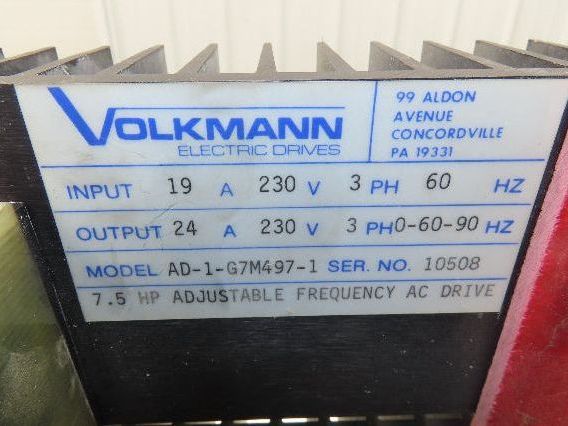 VOLKMANN
ELECTRIC DRIVES
99 ALDON
AVENUE
CONCORDVILLE
PA 19331
INPUT 19 A 230 V 3 PH 60 HZ
OUTPUT 24 A 230 V 3 PH 0-60-90 HZ
MODEL AD-1-G7M497-1 SER. NO. 10508
7.5 HP ADJUSTABLE FREQUENCY AC DRIVE